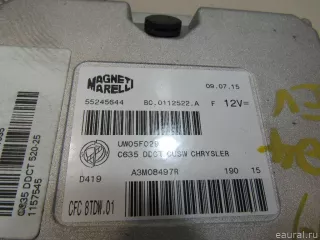 MAGNETI
MARELLI
09.07.15
55245644
BC.0112522.A
F
12V=
UW05F029
C635 DDCT CUSW CHRYSLER
D419
A3M08497R
190
15
CFC 8TDW.01
C635 DDCT 520-25
1157545
eaural.ru